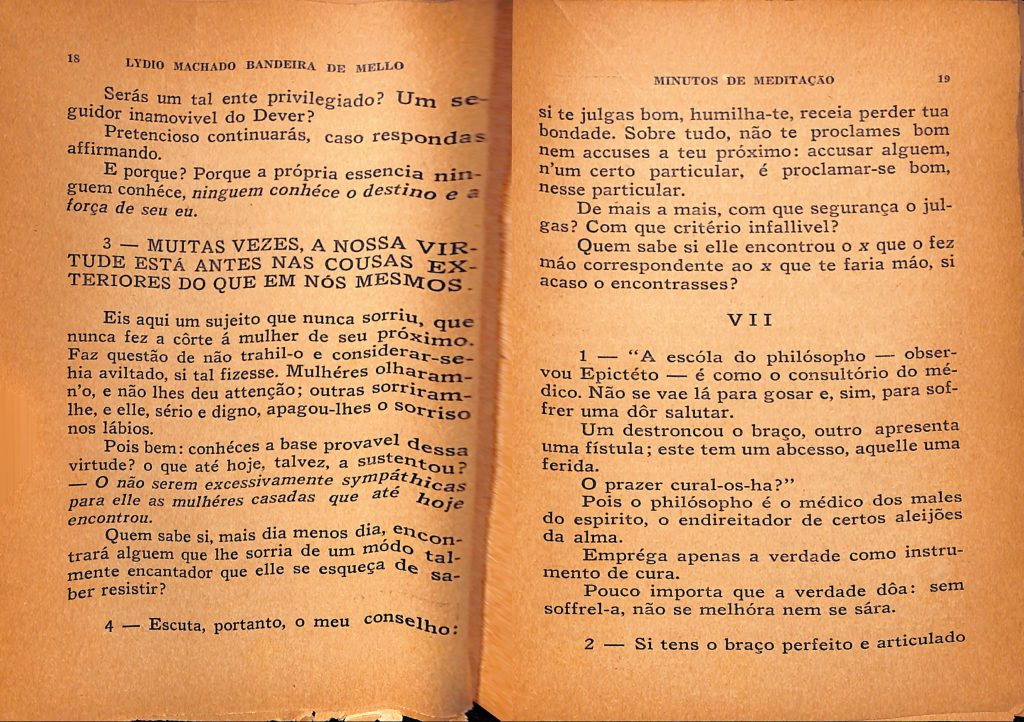 18
LYDIO MACHADO BANDEIRA DE MELLO
Serás um tal ente privilegiado? Um se-
guidor inamovivel do Dever?
Pretencioso continuarás, caso respondas
affirmando.
E porque? Porque a própria essencia nin-
guem conhéce, ninguem conhéce o destino e a
força de seu eu.
3 — MUITAS VEZES, A NOSSA VIR-
TUDE ESTÁ ANTES NAS COUSAS EX-
TERIORES DO QUE EM NÓS MESMOS.
Eis aqui um sujeito que nunca sorriu, que
nunca fez a côrte á mulher de seu próximo.
Faz questão de não trahil-o e considerar-se-
hia aviltado, si tal fizesse. Mulhéres olharam-
n'o, e não lhes deu attenção; outras sorriram-
lhe, e elle, sério e digno, apagou-lhes o sorriso
nos lábios.
Pois bem: conhéces a base provavel dessa
virtude? o que até hoje, talvez, a sustentou?
— O não serem excessivamente sympáthicas
para elle as mulhéres casadas que até hoje
encontrou.
Quem sabe si, mais dia menos dia, encon-
trará alguem que lhe sorria de um módo tal-
mente encantador que elle se esqueça de sa-
ber resistir?
4 — Escuta, portanto, o meu conselho:
MINUTOS DE MEDITAÇÃO
19
si te julgas bom, humilha-te, receia perder tua
bondade. Sobre tudo, não te proclames bom
nem accuses a teu próximo: accusar alguem,
n'um certo particular, é proclamar-se bom,
nesse particular.
De mais a mais, com que segurança o jul-
gas? Com que critério infallivel?
Quem sabe si elle encontrou o x que o fez
máo correspondente ao x que te faria máo, si
acaso o encontrasses?
VII
1 — "A escóla do philósopho — obser-
vou Epictéto — é como o consultório do mé-
dico. Não se vae lá para gosar e, sim, para sof-
frer uma dôr salutar.
Um destroncou o braço, outro apresenta
uma fístula; este tem um abcesso, aquelle uma
ferida.
O prazer cural-os-ha?"
Pois o philósopho é o médico dos males
do espirito, o endireitador de certos aleijões
da alma.
Empréga apenas a verdade como instru-
mento de cura.
Pouco importa que a verdade dôa: sem
soffrel-a, não se melhóra nem se sára.
2 — Si tens o braço perfeito e articulado